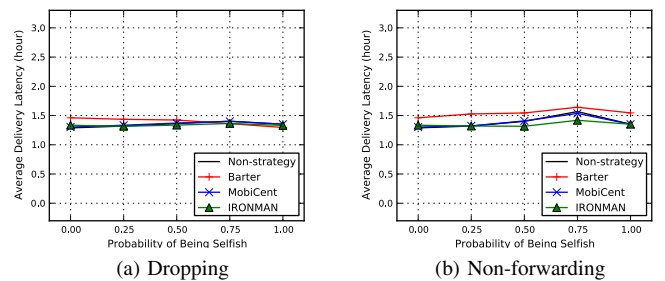 Average Delivery Latency (hour)
3.0
2.5
2.0
1.5
1.0
0.5
0.0
Non-strategy
Barter
MobiCent
IRONMAN
0.00 0.25 0.50 0.75 1.00
Probability of Being Selfish
(a) Dropping
Average Delivery Latency (hour)
3.0
2.5
2.0
1.5
1.0
0.5
0.0
Non-strategy
Barter
MobiCent
IRONMAN
0.00 0.25 0.50 0.75 1.00
Probability of Being Selfish
(b) Non-forwarding